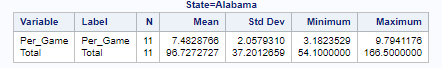 State=Alabama
Variable Label N Mean Std Dev Minimum Maximum
Per_Game Per_Game 11 7.4828766 2.0579310 3.1823529 9.7941176
Total Total 11 96.7272727 37.2012659 54.1000000 166.5000000